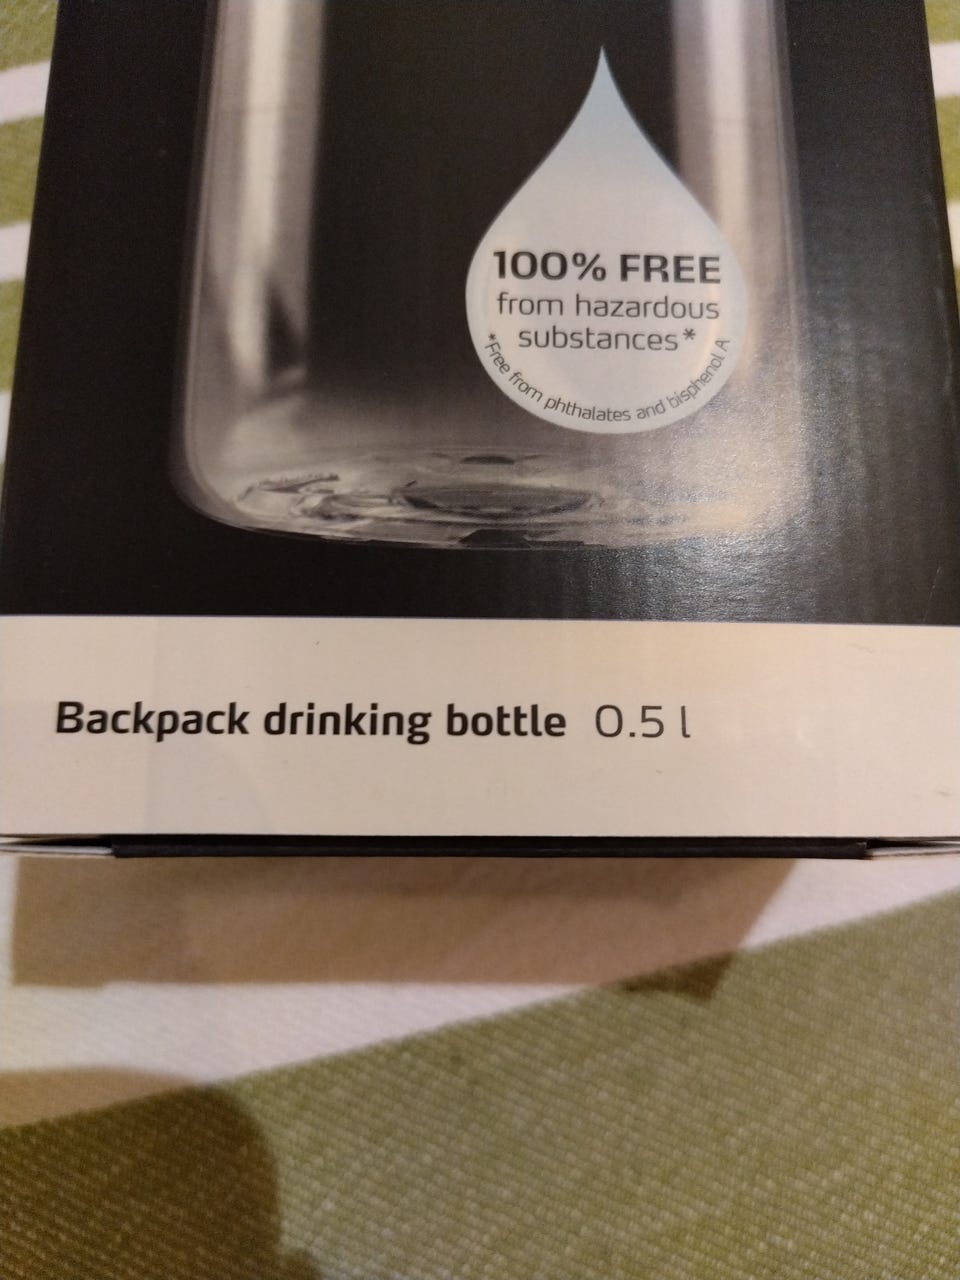 100% FREE
from hazardous
substances*
*Free from phthalates and bisphenol A
Backpack drinking bottle 0.5 l